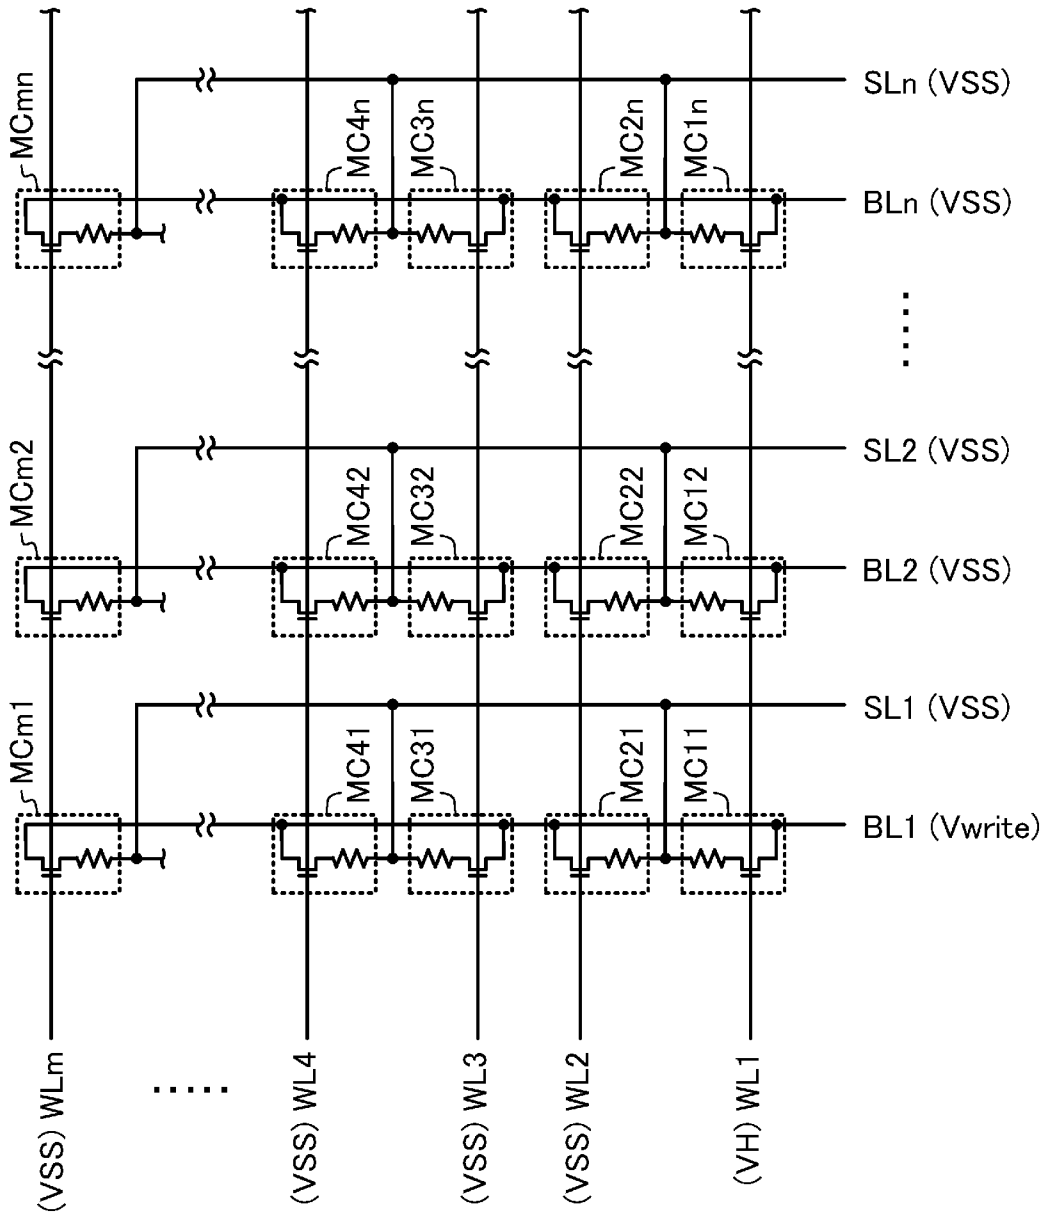 SLn (VSS)
MCmn
MC4n
MC3n
MC2n
MC1n
BLn (VSS)
SL2 (VSS)
MCm2
MC42
MC32
MC22
MC12
BL2 (VSS)
SL1 (VSS)
MCm1
MC41
MC31
MC21
MC11
BL1 (Vwrite)
(VSS) WLm
(VSS) WL4
(VSS) WL3
(VSS) WL2
(VH) WL1